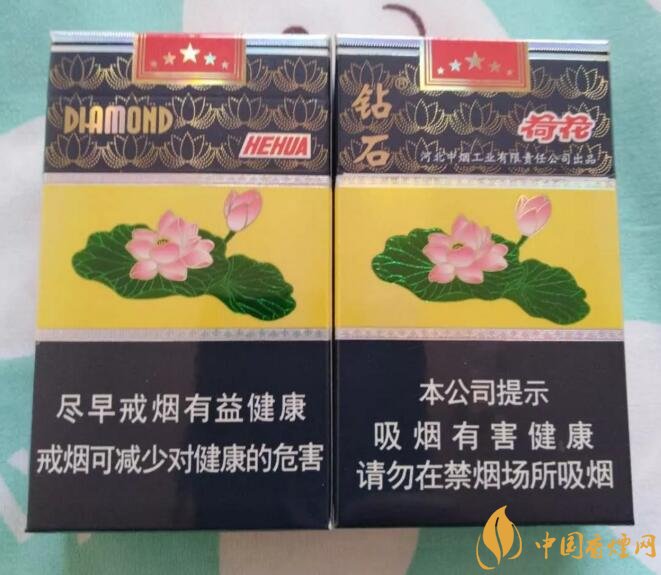 DIAMOND
HEHUA
尽早戒烟有益健康
戒烟可减少对健康的危害
钻石®
荷花
河北中烟工业有限责任公司出品
本公司提示
吸烟有害健康
请勿在禁烟场所吸烟
中国香烟网